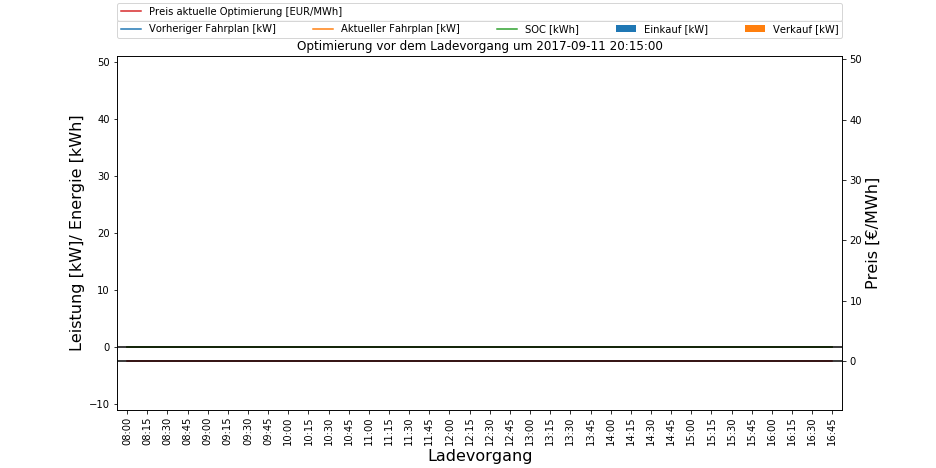 Preis aktuelle Optimierung [EUR/MWh]
Vorheriger Fahrplan [kW] Aktueller Fahrplan [kW] SOC [kWh] Einkauf [kW] Verkauf [kW]
Optimierung vor dem Ladevorgang um 2017-09-11 20:15:00
Leistung [kW]/ Energie [kWh]
50
40
30
20
10
0
−10
50
40
30
20
10
0
Preis [€/MWh]
08:00 08:15 08:30 08:45 09:00 09:15 09:30 09:45 10:00 10:15 10:30 10:45 11:00 11:15 11:30 11:45 12:00 12:15 12:30 12:45 13:00 13:15 13:30 13:45 14:00 14:15 14:30 14:45 15:00 15:15 15:30 15:45 16:00 16:15 16:30 16:45
Ladevorgang